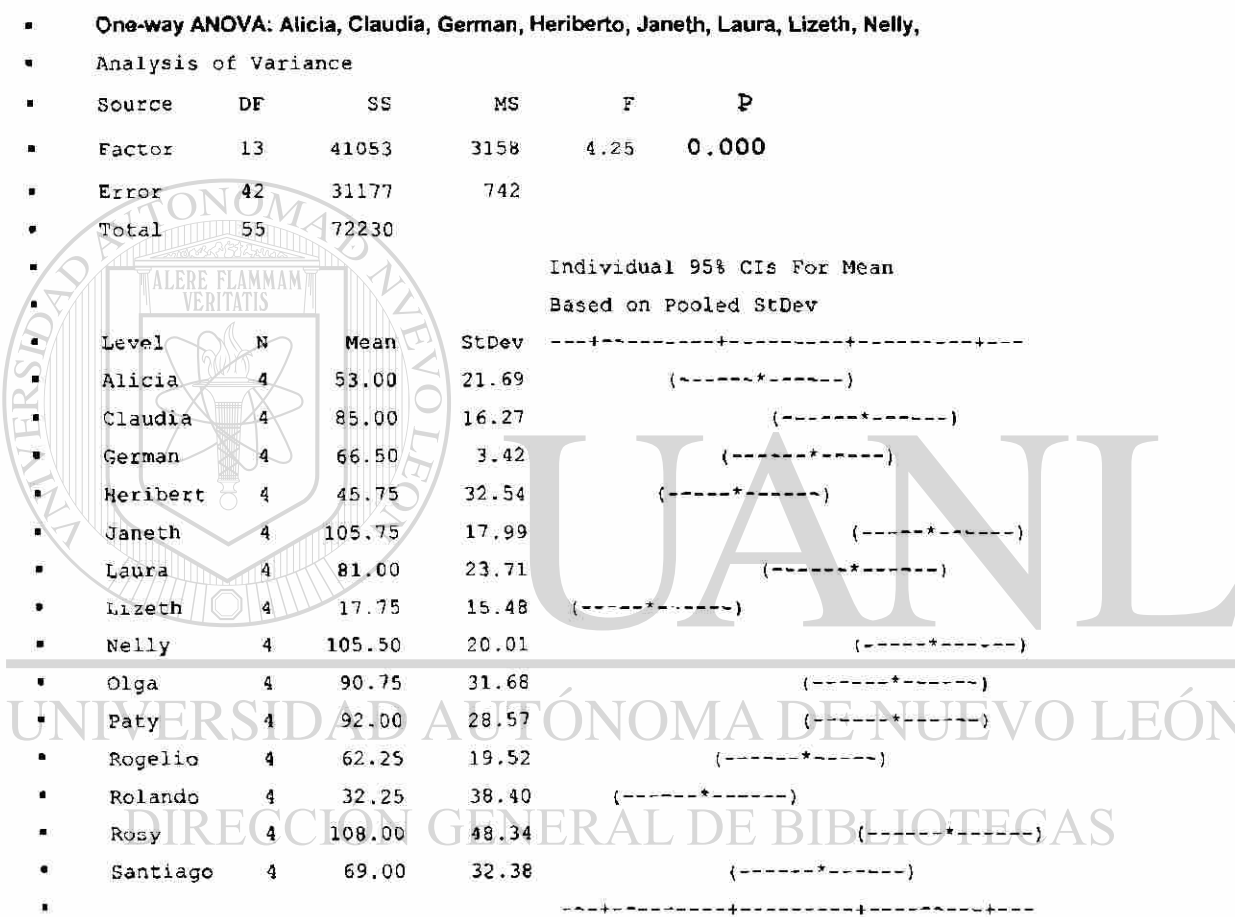 One-way ANOVA: Alicia, Claudia, German, Heriberto, Janeth, Laura, Lizeth, Nelly,
Analysis of Variance
Source DF SS MS F P
Factor 13 41053 3158 4.25 0.000
Error 42 31177 742
Total 55 72230
Individual 95% CIs For Mean
Based on Pooled StDev
Level N Mean StDev ---+---------+---------+---------+---
Alicia 4 53.00 21.69 (------*------)
Claudia 4 85.00 16.27 (------*------)
German 4 66.50 3.42 (------*-----)
Heribert 4 45.75 32.54 (-----*------)
Janeth 4 105.75 17.99 (-----*------)
Laura 4 81.00 23.71 (------*------)
Lizeth 4 17.75 15.48 (-----*------)
Nelly 4 105.50 20.01 (-----*------)
Olga 4 90.75 31.68 (------*------)
Paty 4 92.00 28.57 (------*------)
Rogelio 4 62.25 19.52 (------*-----)
Rolando 4 32.25 38.40 (------*------)
Rosy 4 108.00 48.34 (------*------)
Santiago 4 69.00 32.38 (------*------)
---+---------+---------+---------+---
UNIVERSIDAD AUTONOMA D NUEVO LEON
ALERE FLAMMAM
VERITATIS
UANL
UNIVERSIDAD AUTÓNOMA DE NUEVO LEÓN
DIRECCION GENERAL DE BIBLIOTECAS